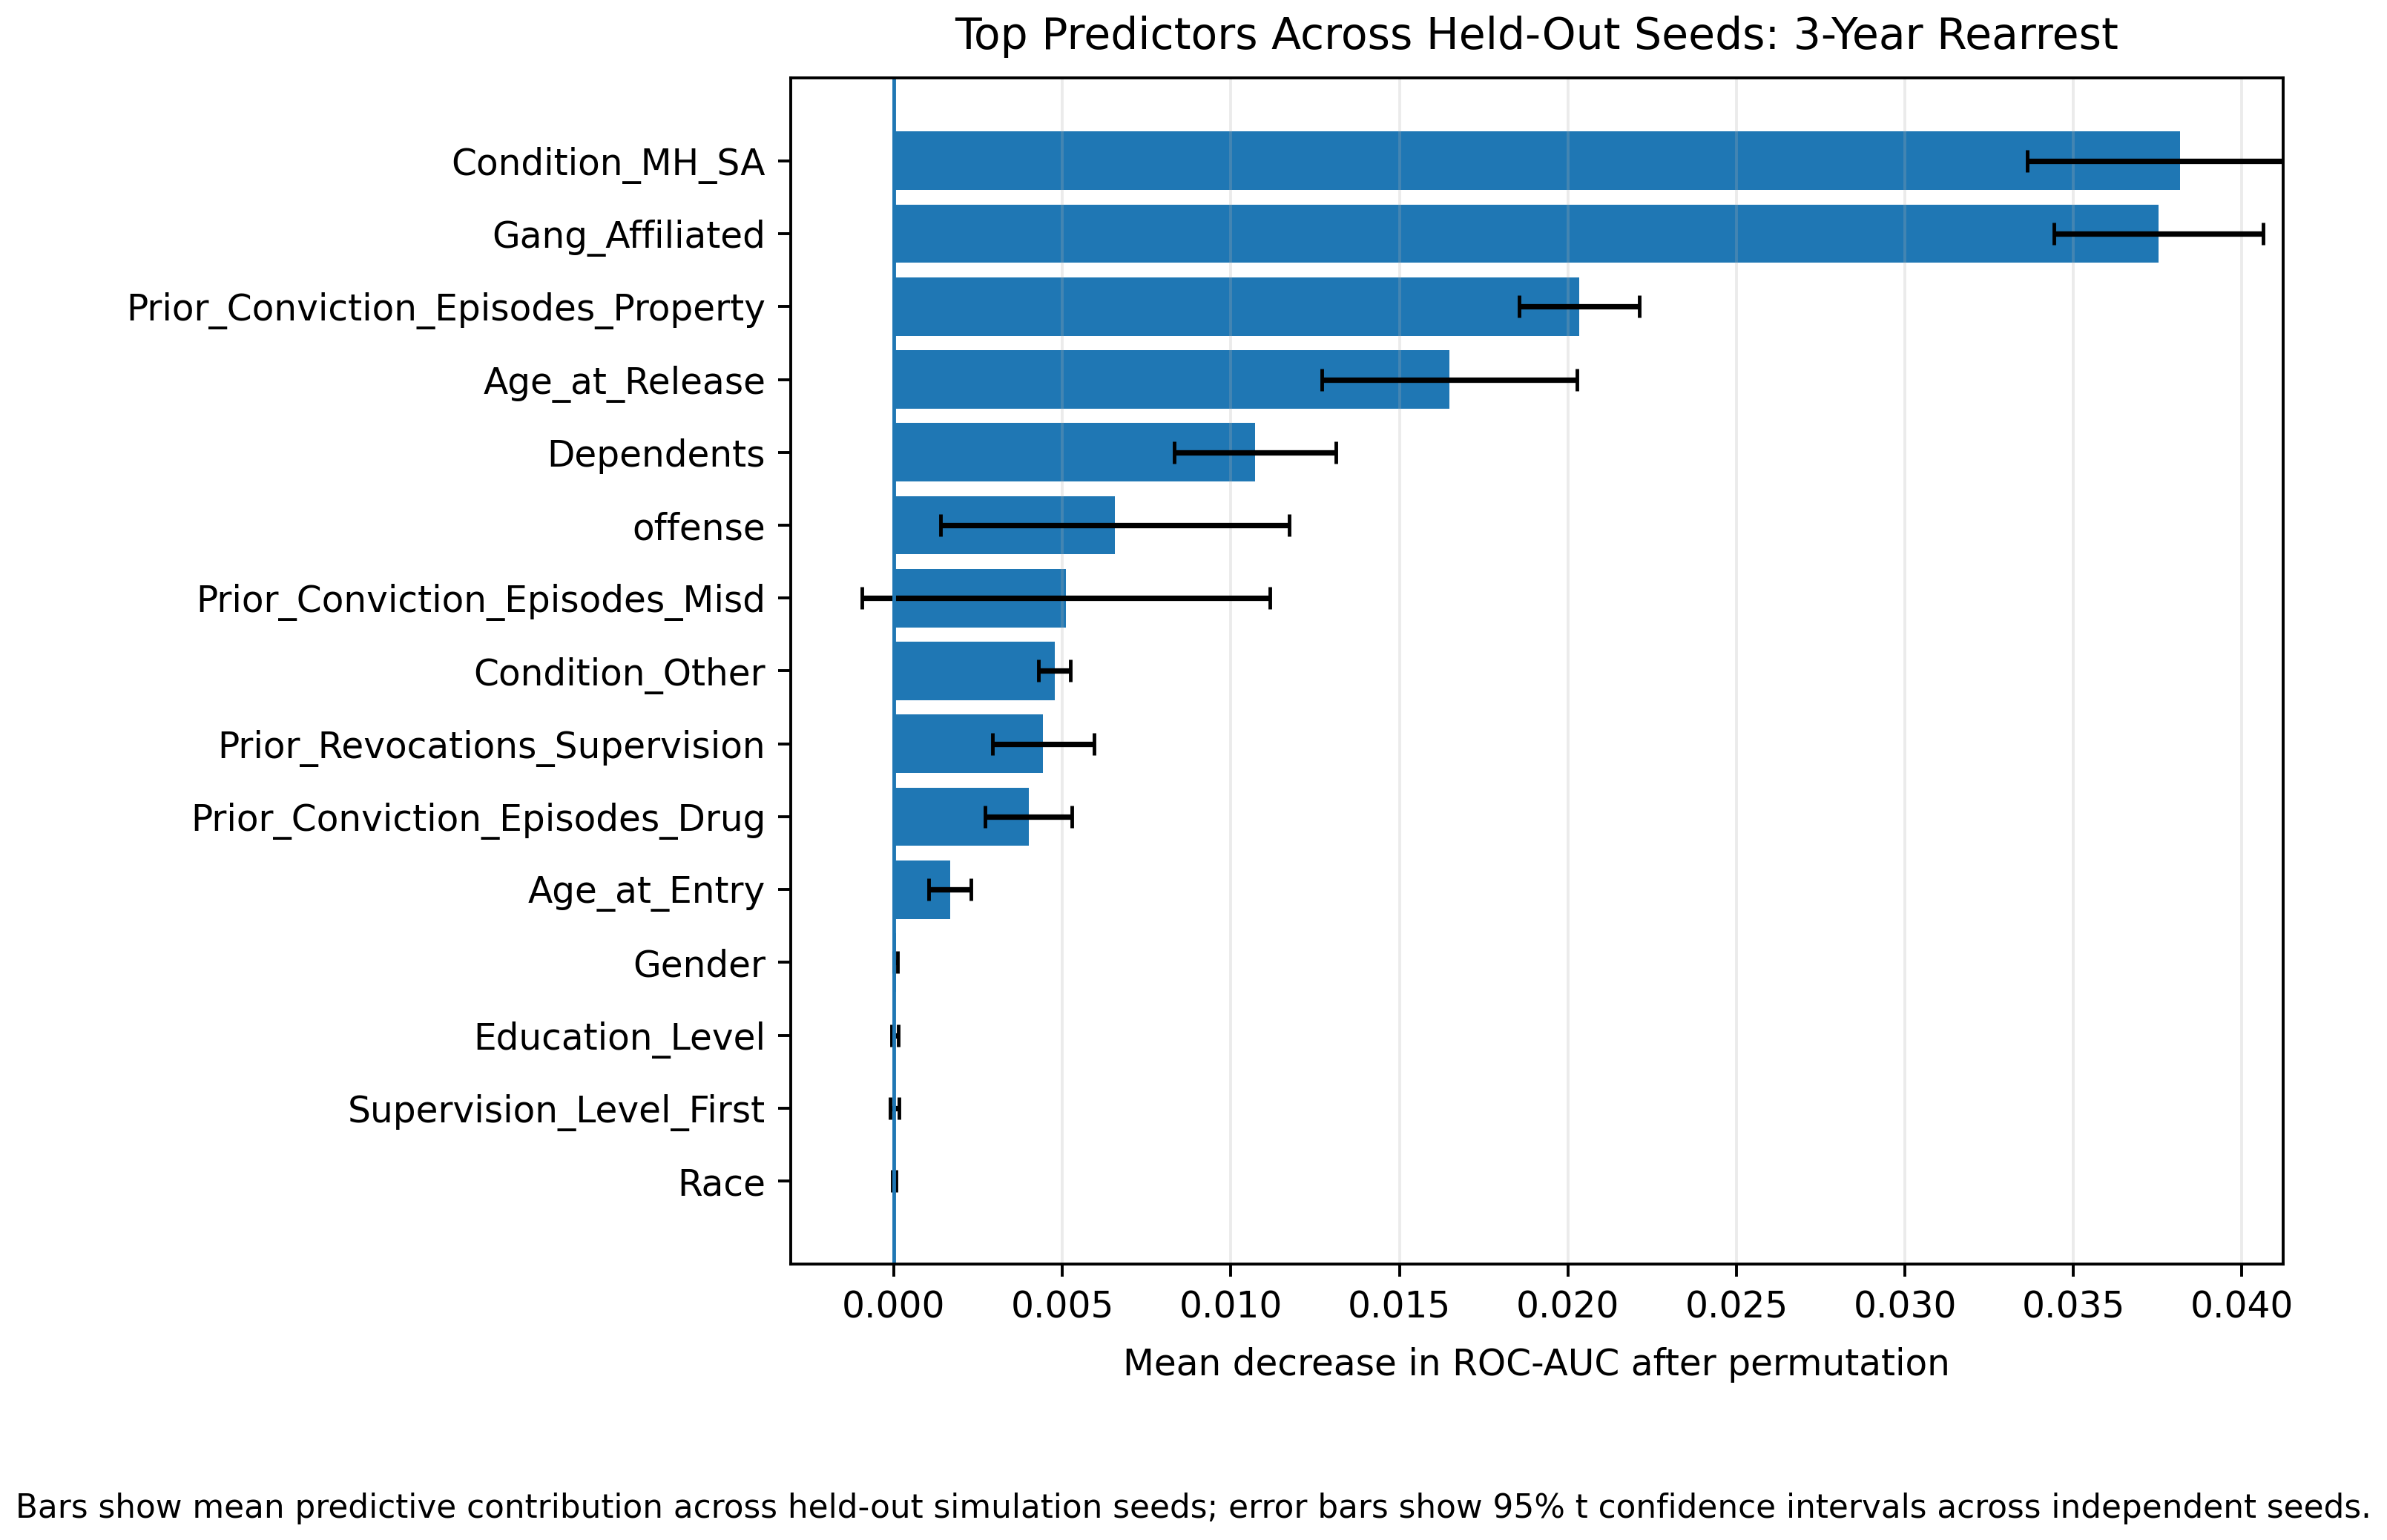 Top Predictors Across Held-Out Seeds: 3-Year Rearrest
Condition_MH_SA
Gang_Affiliated
Prior_Conviction_Episodes_Property
Age_at_Release
Dependents
offense
Prior_Conviction_Episodes_Misd
Condition_Other
Prior_Revocations_Supervision
Prior_Conviction_Episodes_Drug
Age_at_Entry
Gender
Education_Level
Supervision_Level_First
Race
0.000 0.005 0.010 0.015 0.020 0.025 0.030 0.035 0.040
Mean decrease in ROC-AUC after permutation
Bars show mean predictive contribution across held-out simulation seeds; error bars show 95% t confidence intervals across independent seeds.